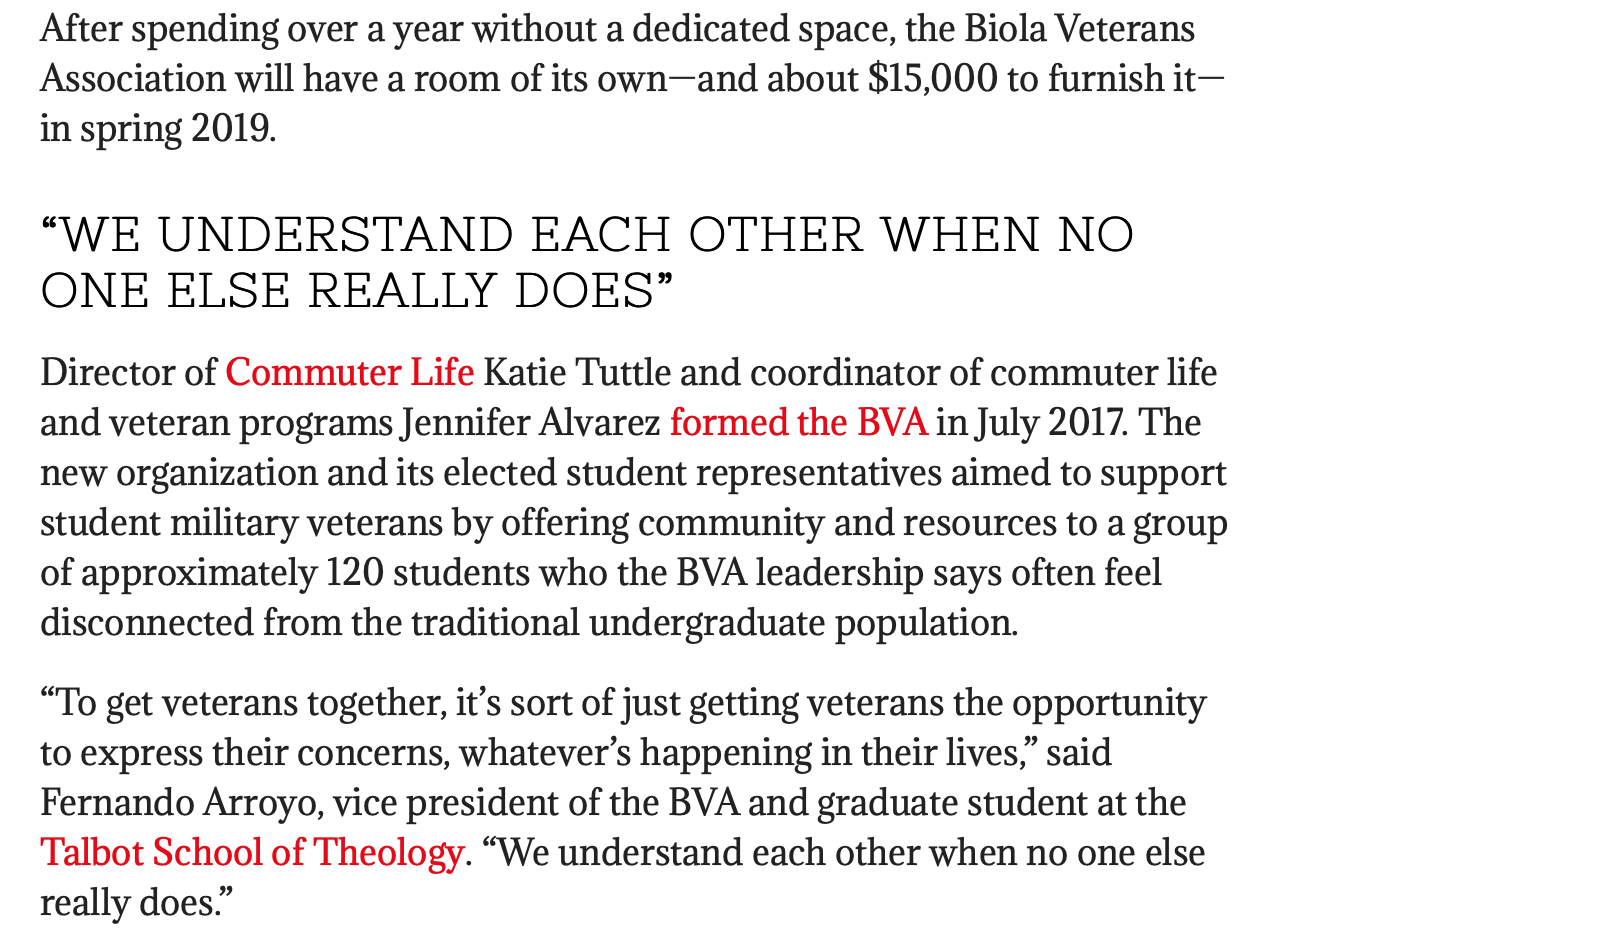 After spending over a year without a dedicated space, the Biola Veterans
Association will have a room of its own—and about $15,000 to furnish it—
in spring 2019.
“WE UNDERSTAND EACH OTHER WHEN NO
ONE ELSE REALLY DOES”
Director of Commuter Life Katie Tuttle and coordinator of commuter life
and veteran programs Jennifer Alvarez formed the BVA in July 2017. The
new organization and its elected student representatives aimed to support
student military veterans by offering community and resources to a group
of approximately 120 students who the BVA leadership says often feel
disconnected from the traditional undergraduate population.
“To get veterans together, it’s sort of just getting veterans the opportunity
to express their concerns, whatever’s happening in their lives,” said
Fernando Arroyo, vice president of the BVA and graduate student at the
Talbot School of Theology. “We understand each other when no one else
really does.”